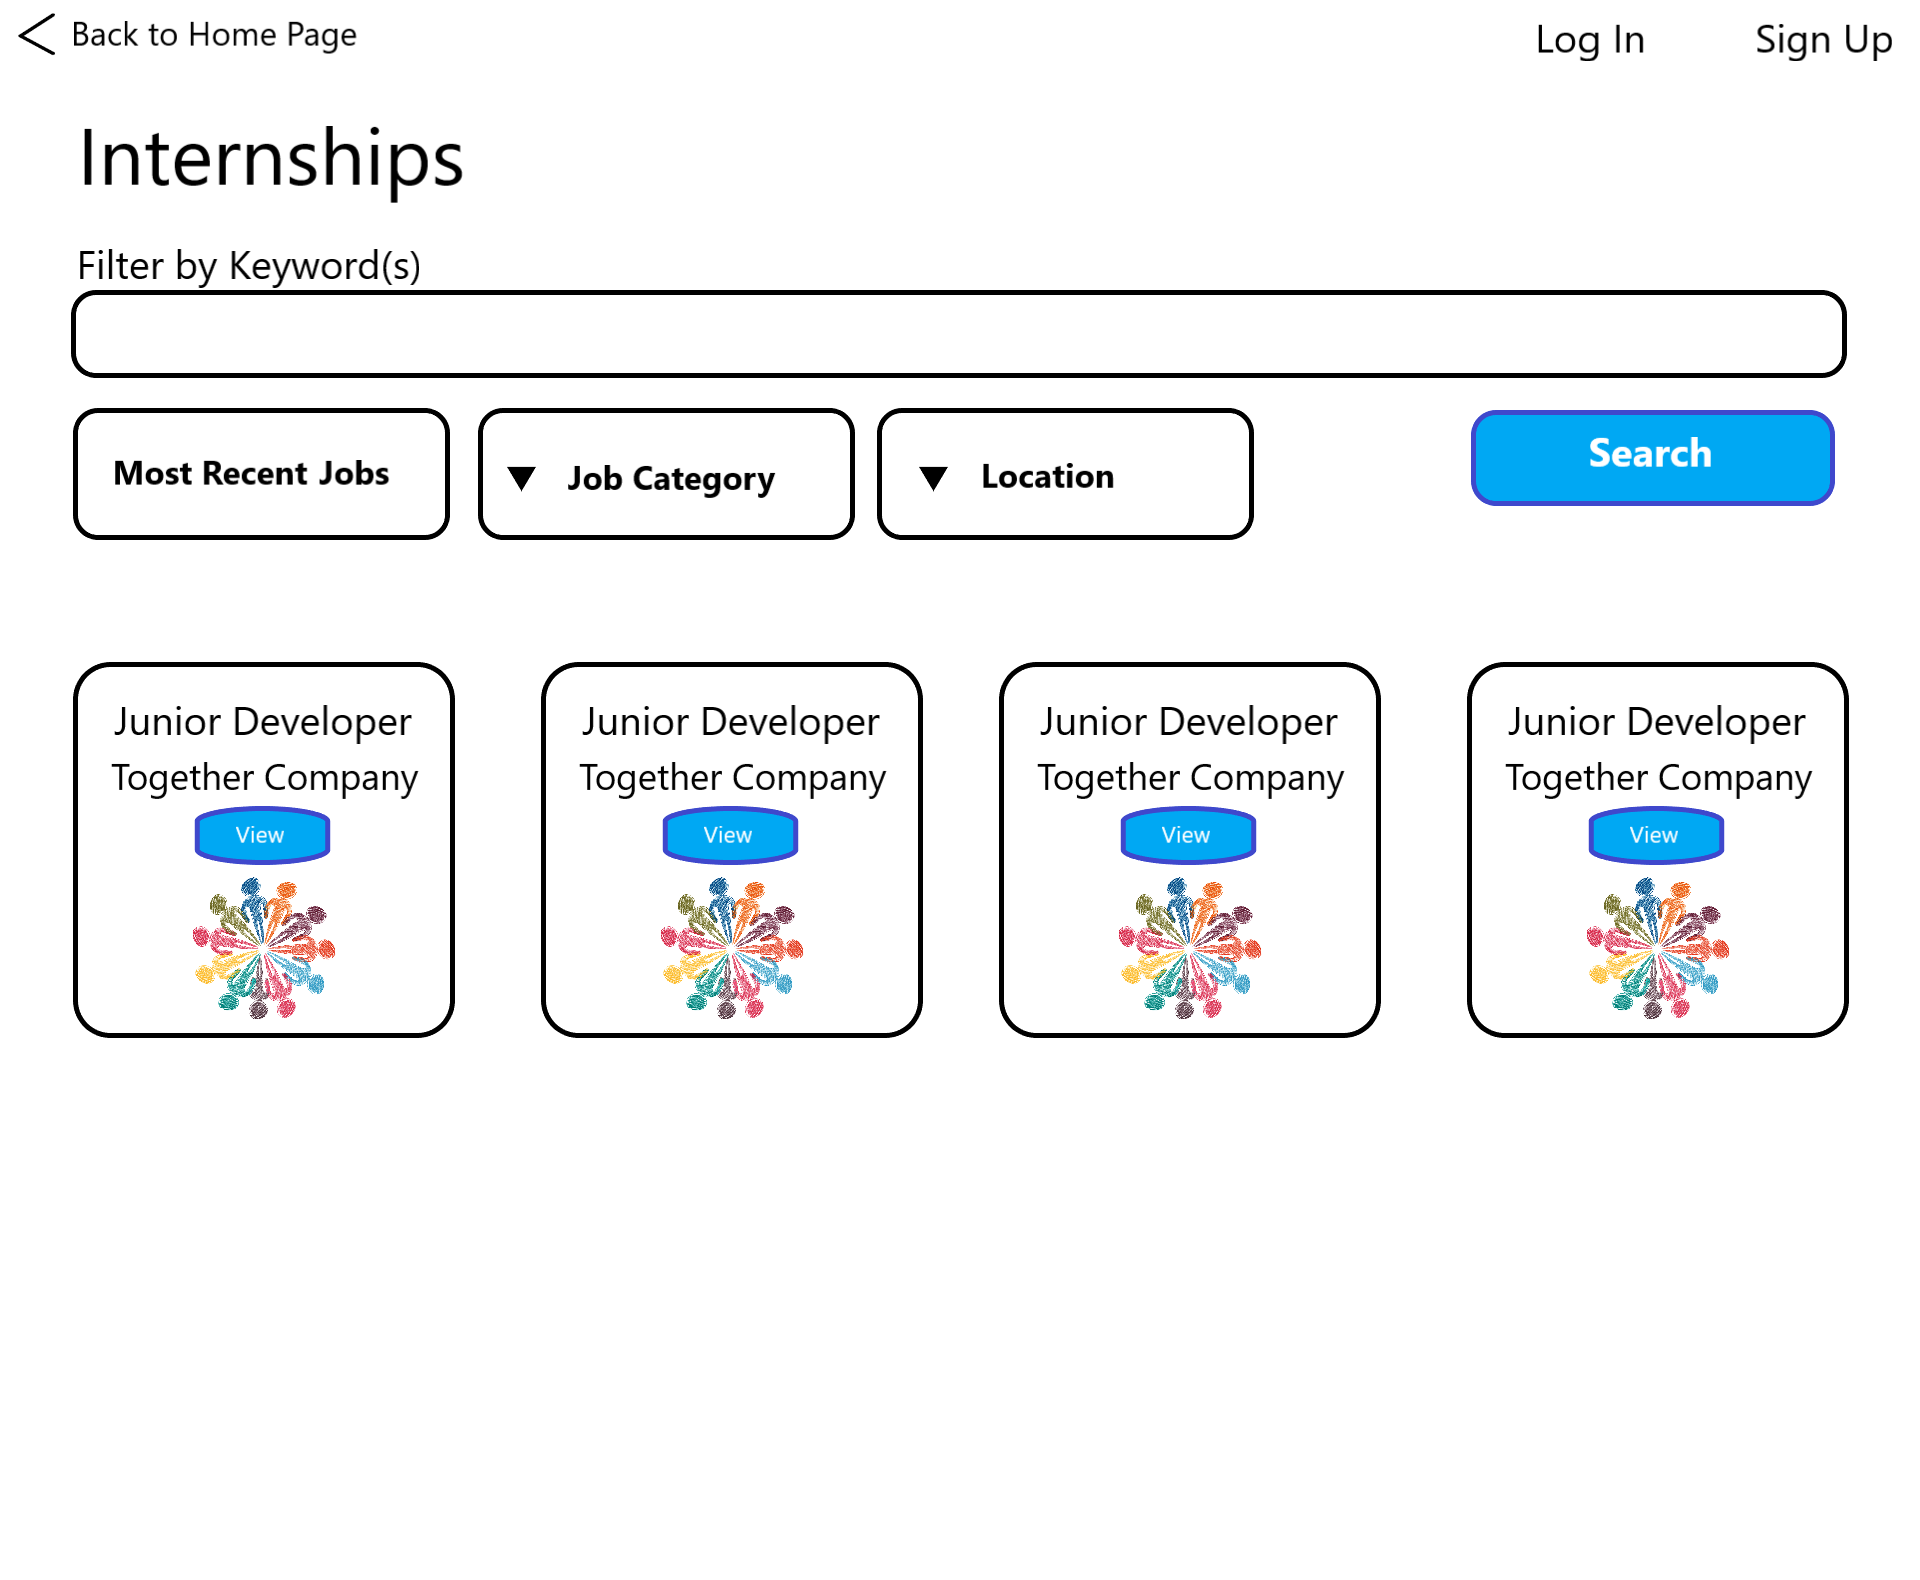 Back to Home Page
Log In
Sign Up
Internships
Filter by Keyword(s)
Most Recent Jobs
Job Category
Location
Search
Junior Developer
Together Company
View
Junior Developer
Together Company
View
Junior Developer
Together Company
View
Junior Developer
Together Company
View